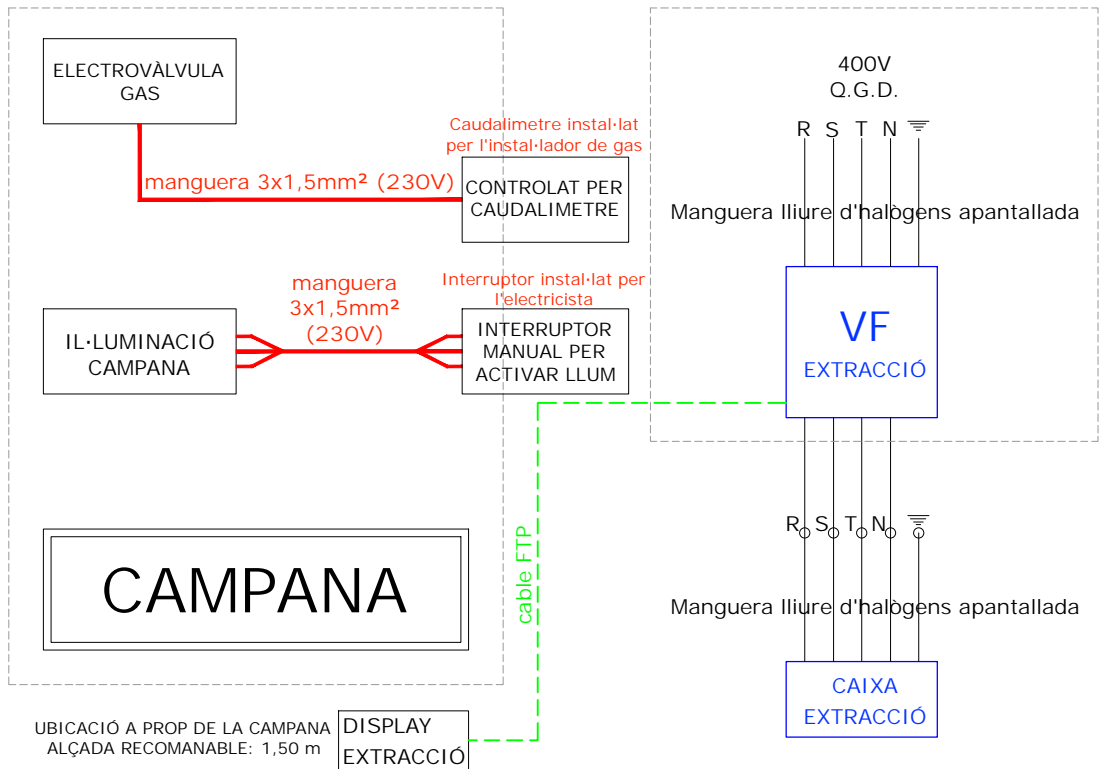 ELECTROVÀLVULA
GAS
Caudalimetre instal·lat
per l'instal·lador de gas
manguera 3x1,5mm² (230V)
CONTROLAT PER
CAUDALIMETRE
manguera
3x1,5mm²
(230V)
Interruptor instal·lat per
l'electricista
IL·LUMINACIÓ
CAMPANA
INTERRUPTOR
MANUAL PER
ACTIVAR LLUM
CAMPANA
cable FTP
UBICACIÓ A PROP DE LA CAMPANA
ALÇADA RECOMANABLE: 1,50 m
DISPLAY
EXTRACCIÓ
400V
Q.G.D.
R S T N
Manguera lliure d'halògens apantallada
VF
EXTRACCIÓ
R S T N
Manguera lliure d'halògens apantallada
CAIXA
EXTRACCIÓ